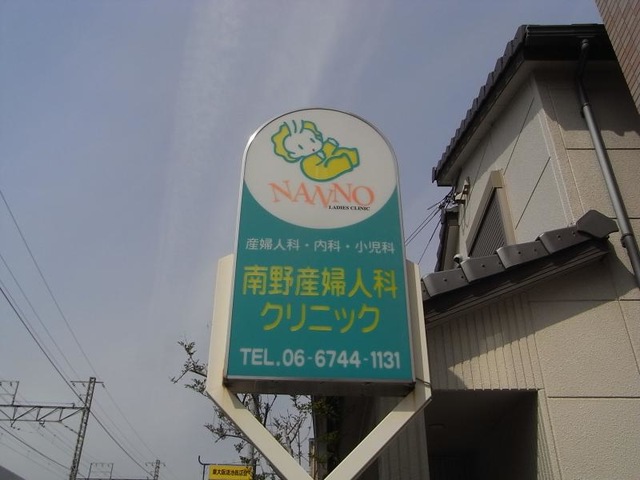 NANNO
LADIES CLINIC
産婦人科・内科・小児科
南野産婦人科
クリニック
TEL.06-6744-1131